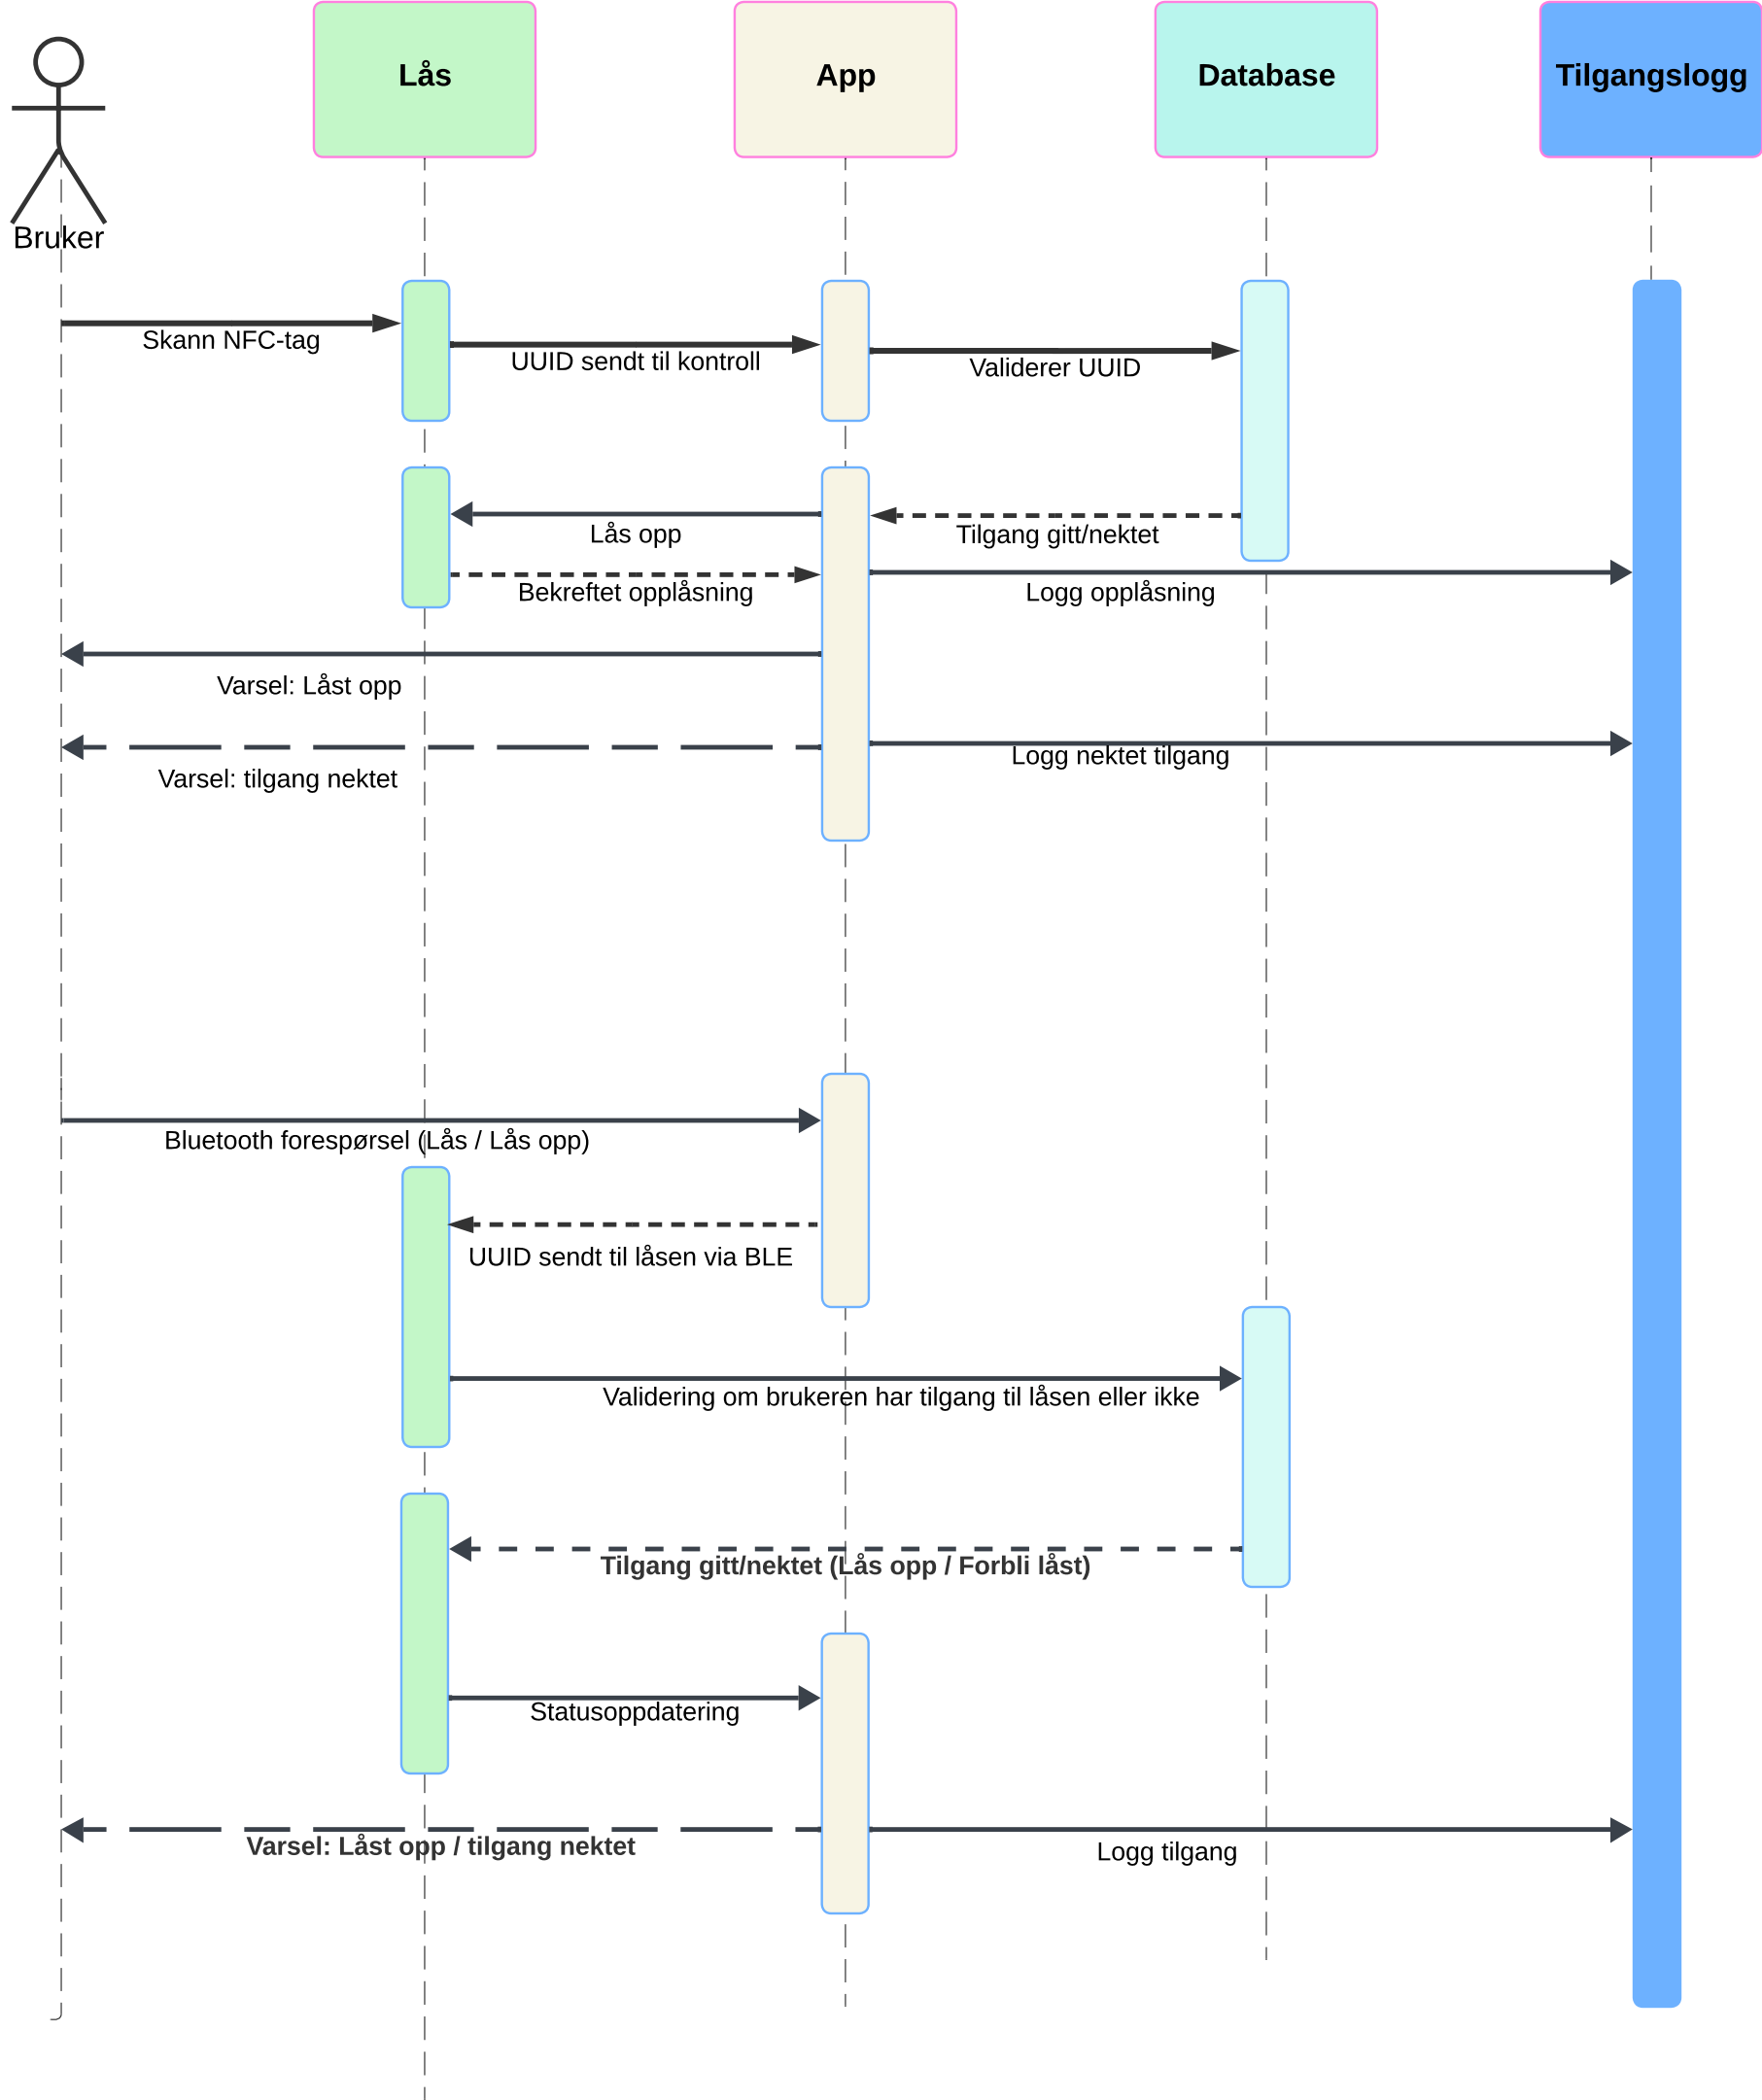 Lås
App
Database
Tilgangslogg
Bruker
Skann NFC-tag
UUID sendt til kontroll
Validerer UUID
Lås opp
Tilgang gitt/nektet
Bekreftet opplåsning
Logg opplåsning
Varsel: Låst opp
Logg nektet tilgang
Varsel: tilgang nektet
Bluetooth forespørsel (Lås / Lås opp)
UUID sendt til låsen via BLE
Validering om brukeren har tilgang til låsen eller ikke
Tilgang gitt/nektet (Lås opp / Forbli låst)
Statusoppdatering
Varsel: Låst opp / tilgang nektet
Logg tilgang